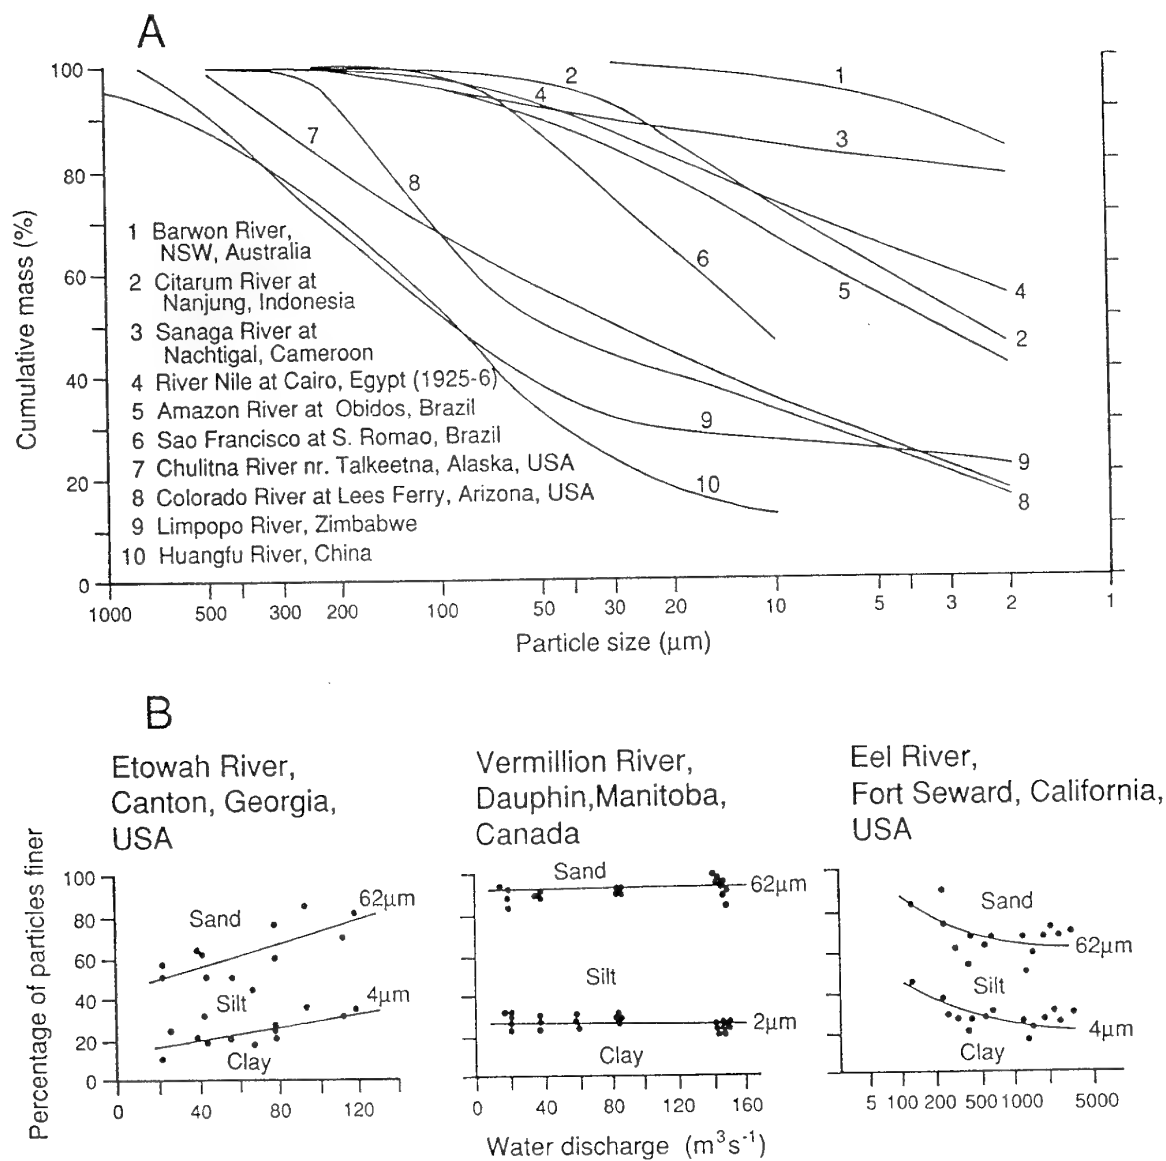 A
100
80
60
40
20
0
Cumulative mass (%)
1
2
4
3
7
8
6
5
4
2
9
10
9
8
1 Barwon River,
NSW, Australia
2 Citarum River at
Nanjung, Indonesia
3 Sanaga River at
Nachtigal, Cameroon
4 River Nile at Cairo, Egypt (1925-6)
5 Amazon River at Obidos, Brazil
6 Sao Francisco at S. Romao, Brazil
7 Chulitna River nr. Talkeetna, Alaska, USA
8 Colorado River at Lees Ferry, Arizona, USA
9 Limpopo River, Zimbabwe
10 Huangfu River, China
1000 500 300 200 100 50 30 20 10 5 3 2 1
Particle size (μm)
B
Etowah River,
Canton, Georgia,
USA
Percentage of particles finer
100
80
60
40
20
0
Sand
62μm
Silt
4μm
Clay
0 40 80 120
Vermillion River,
Dauphin,Manitoba,
Canada
Sand
62μm
Silt
2μm
Clay
0 40 80 120 160
Water discharge (m³s⁻¹)
Eel River,
Fort Seward, California,
USA
Sand
62μm
Silt
4μm
Clay
5 100 200 500 1000 5000